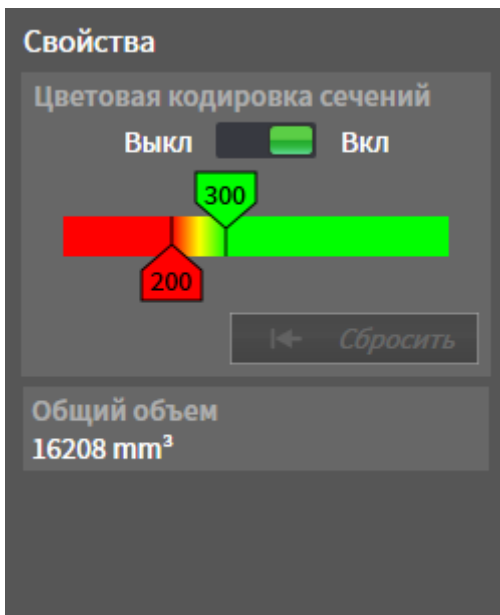 Свойства
Цветовая кодировка сечений
Выкл Вкл
300
200
Сбросить
Общий объем
16208 mm³